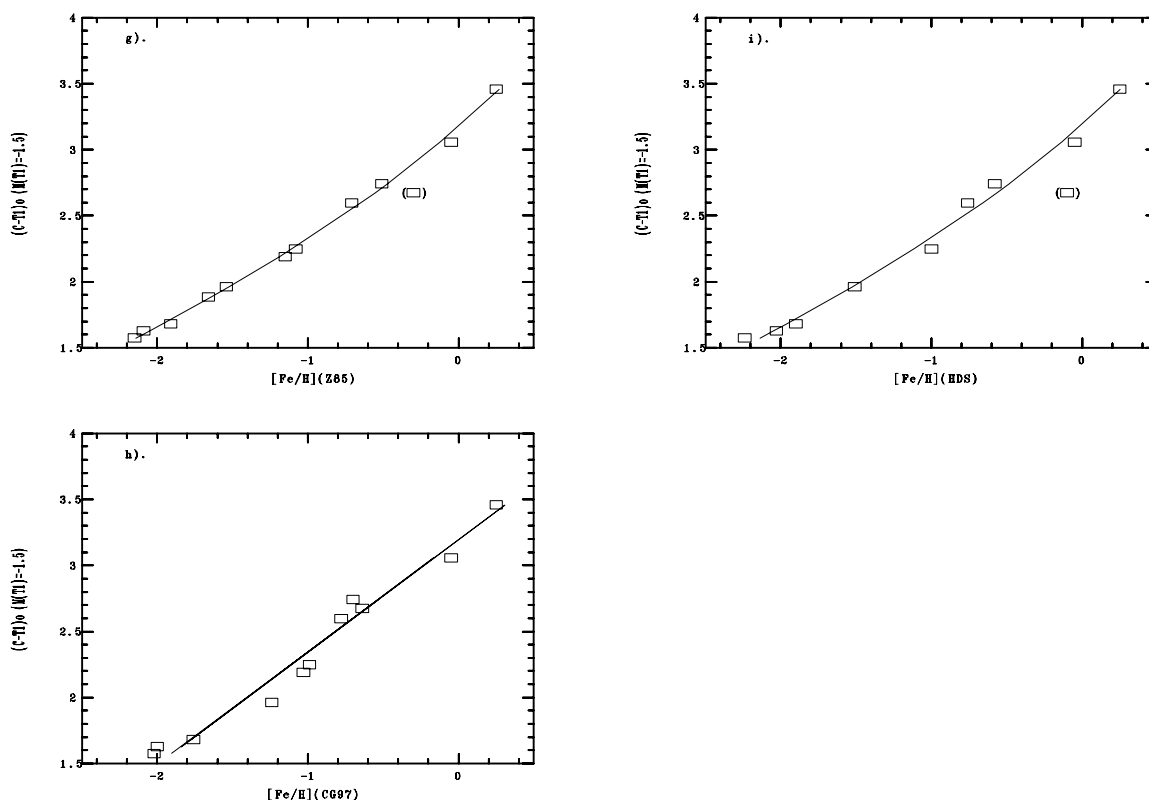 g).
4
3.5
3
2.5
2
1.5
(C-T1)o (M(T1)=-1.5)
( )
-2 -1 0
[Fe/H](Z85)
i).
4
3.5
3
2.5
2
1.5
(C-T1)o (M(T1)=-1.5)
( )
-2 -1 0
[Fe/H](HDS)
h).
4
3.5
3
2.5
2
1.5
(C-T1)o (M(T1)=-1.5)
-2 -1 0
[Fe/H](CG97)